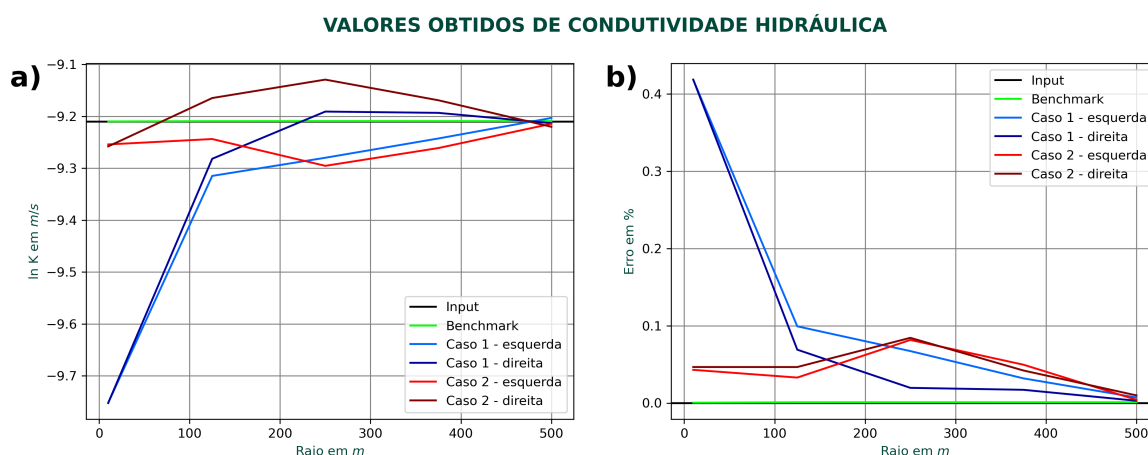 VALORES OBTIDOS DE CONDUTIVIDADE HIDRÁULICA
a)
−9.1
−9.2
−9.3
−9.4
−9.5
−9.6
−9.7
ln K em m/s
0 100 200 300 400 500
Raio em m
Input
Benchmark
Caso 1 - esquerda
Caso 1 - direita
Caso 2 - esquerda
Caso 2 - direita
b)
0.4
0.3
0.2
0.1
0.0
Erro em %
0 100 200 300 400 500
Raio em m
Input
Benchmark
Caso 1 - esquerda
Caso 1 - direita
Caso 2 - esquerda
Caso 2 - direita